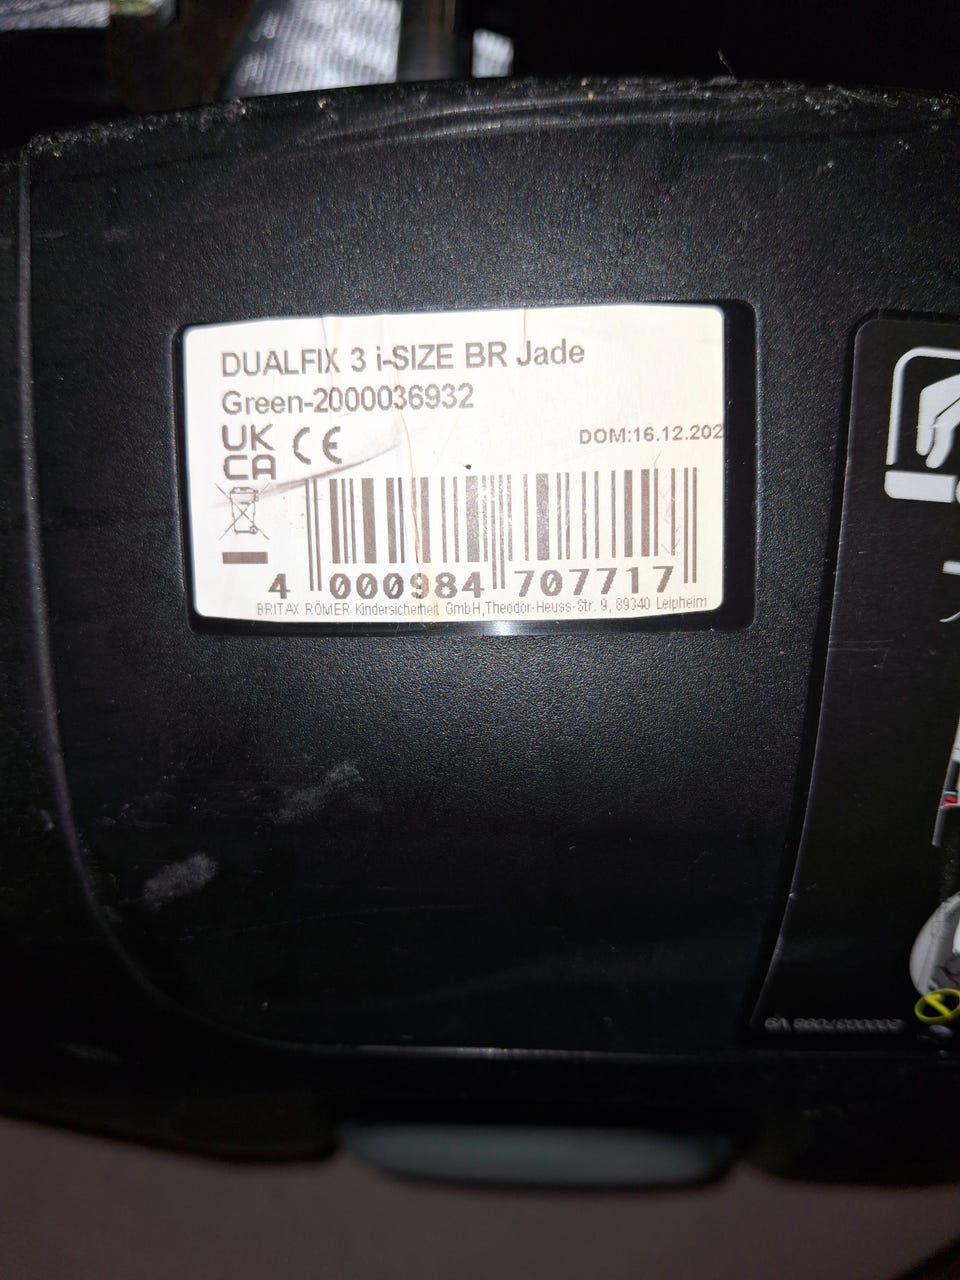 DUALFIX 3 i-SIZE BR Jade
Green-2000036932
UK
CA CE
DOM:16.12.202
4 000984 707717
BRITAX RÖMER Kindersicherheit GmbH,Theodor-Heuss-Str. 9, 89340 Leipheim